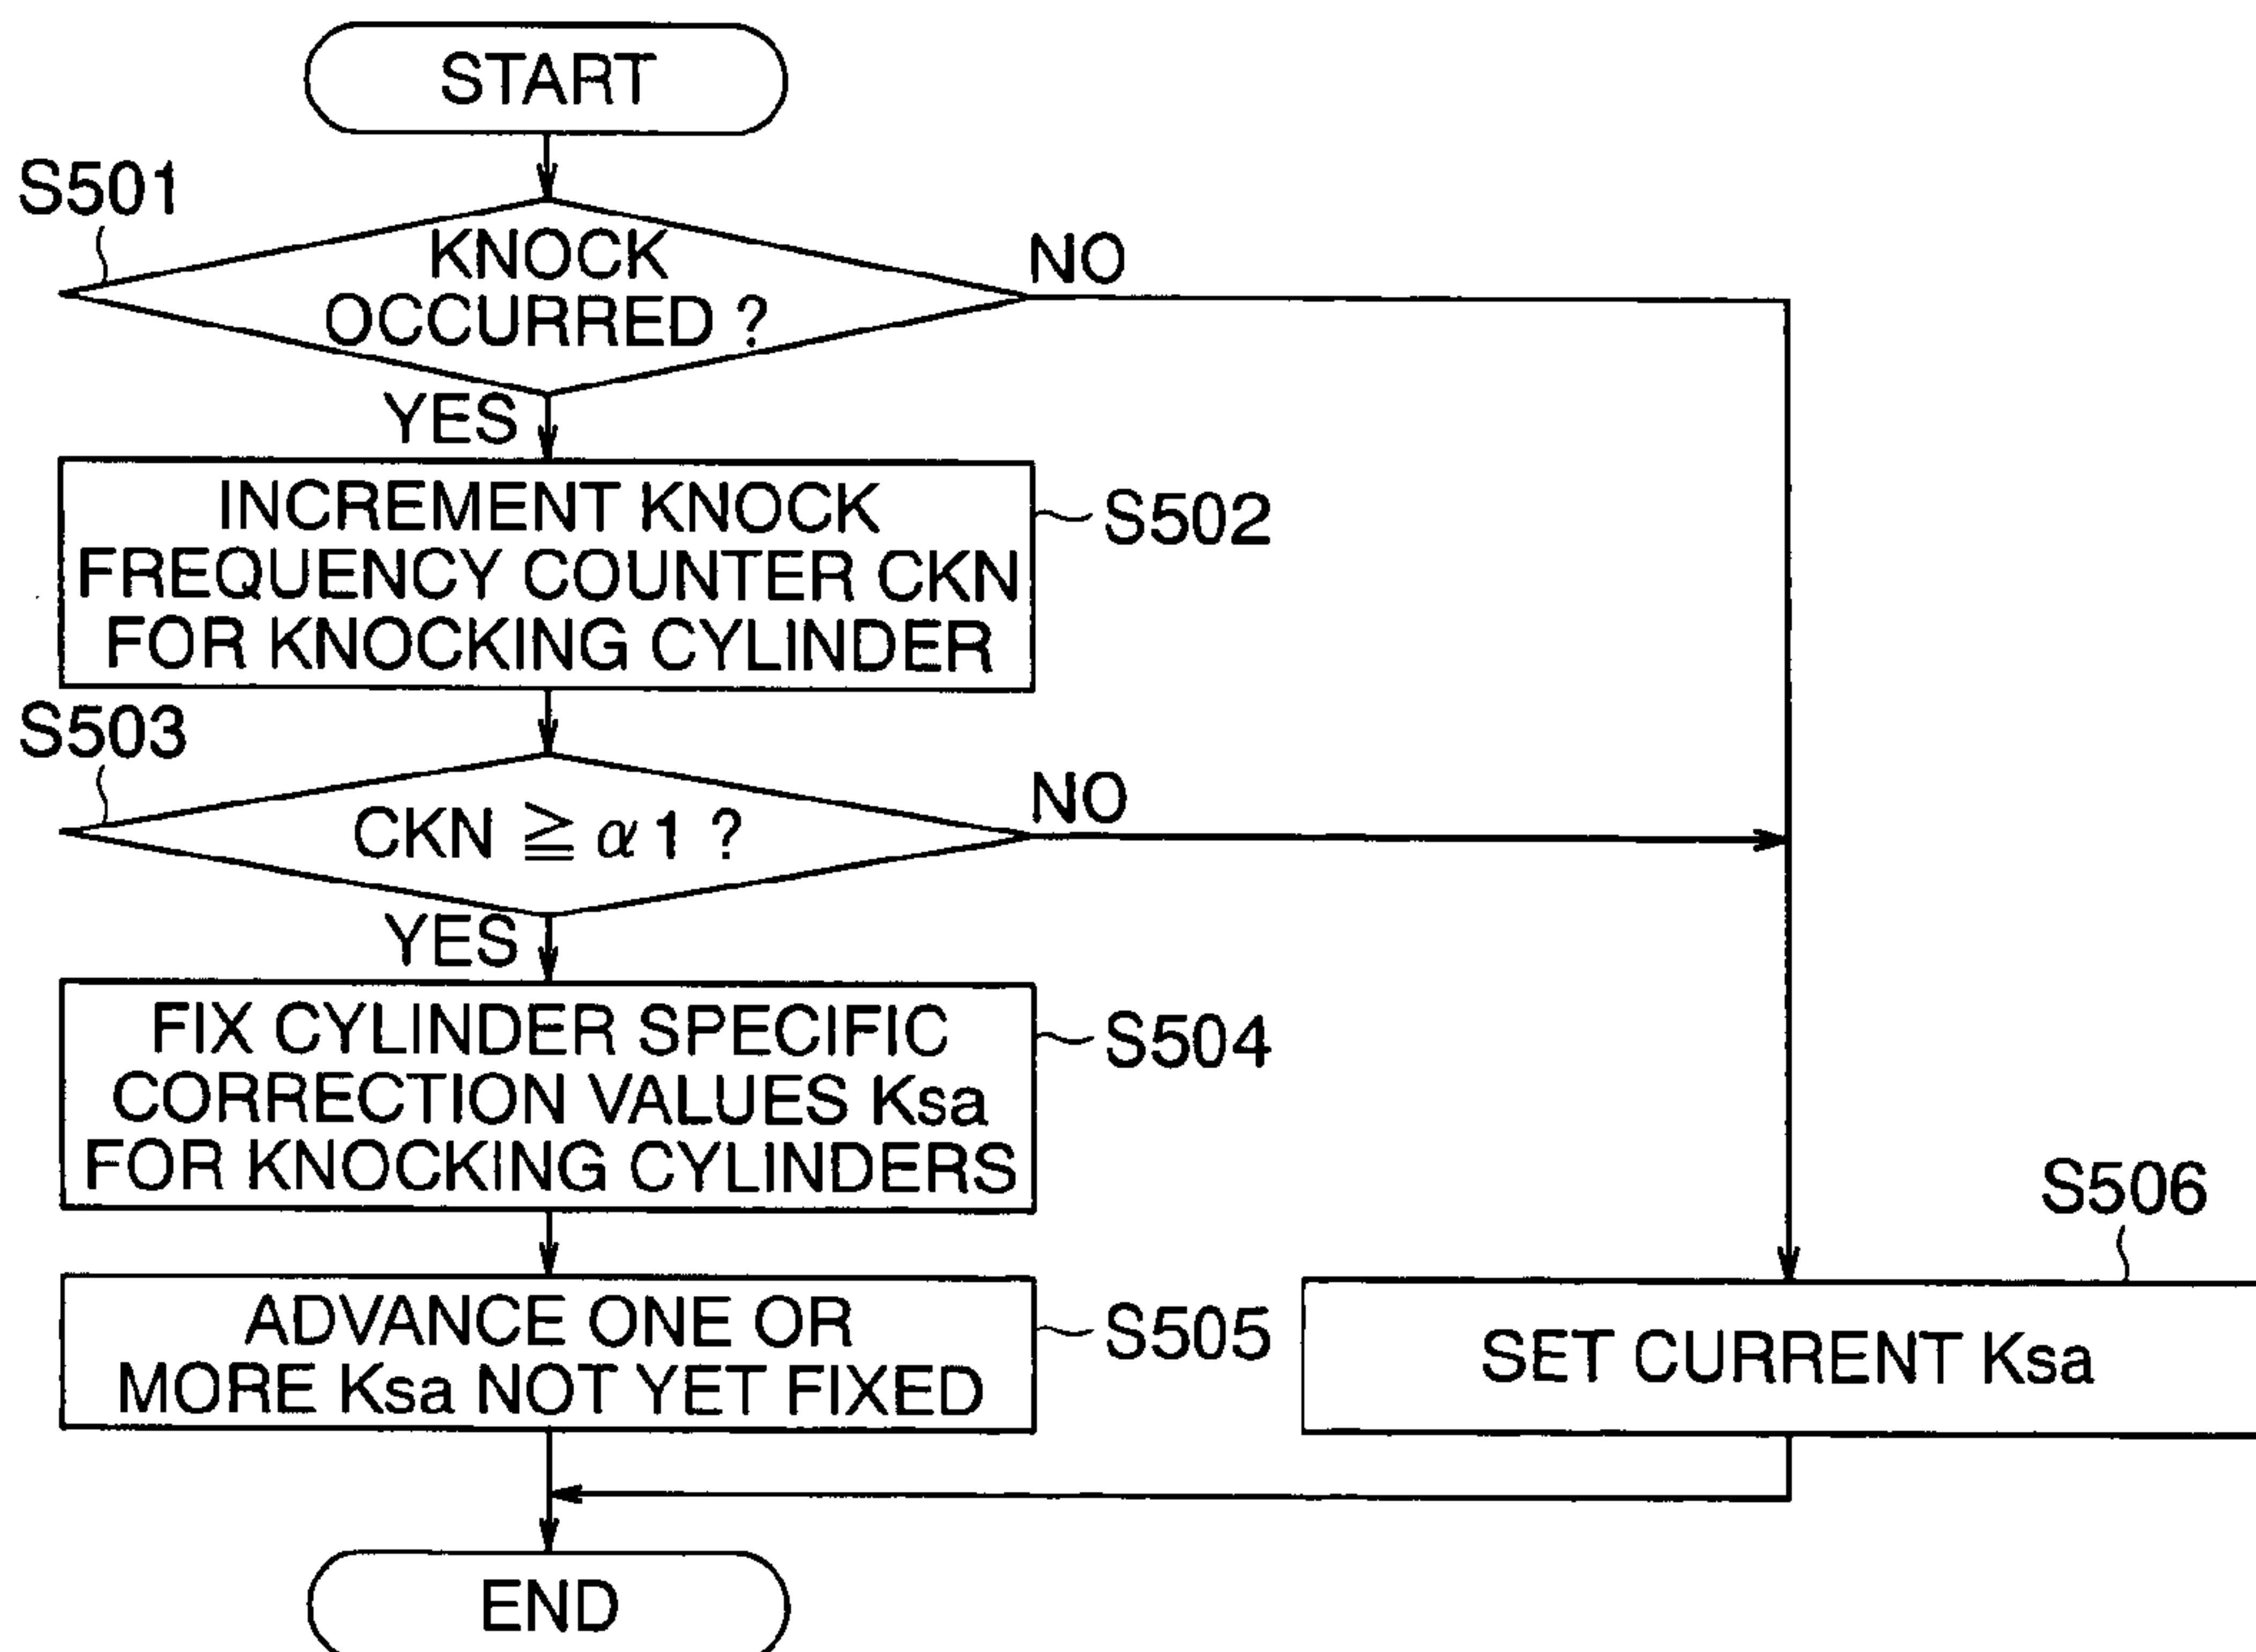 START
S501
KNOCK
OCCURRED ?
NO
YES
INCREMENT KNOCK
FREQUENCY COUNTER CKN
FOR KNOCKING CYLINDER
S502
S503
CKN ≧ α 1 ?
NO
YES
FIX CYLINDER SPECIFIC
CORRECTION VALUES Ksa
FOR KNOCKING CYLINDERS
S504
ADVANCE ONE OR
MORE Ksa NOT YET FIXED
S505
S506
SET CURRENT Ksa
END